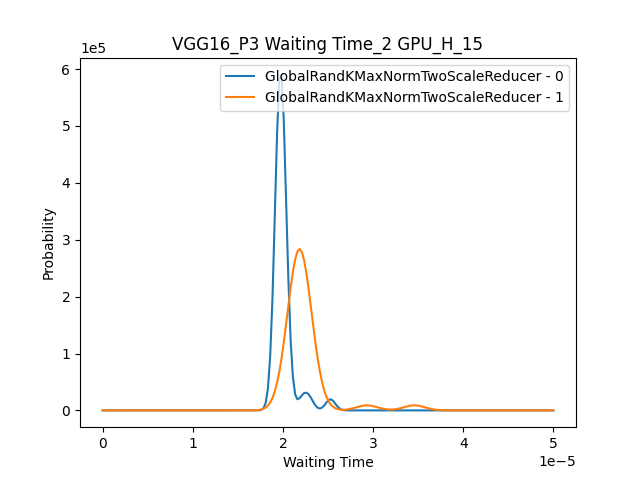 VGG16_P3 Waiting Time_2 GPU_H_15
1e5
GlobalRandKMaxNormTwoScaleReducer - 0
GlobalRandKMaxNormTwoScaleReducer - 1
6
5
4
3
2
1
0
Probability
0 1 2 3 4 5
1e−5
Waiting Time